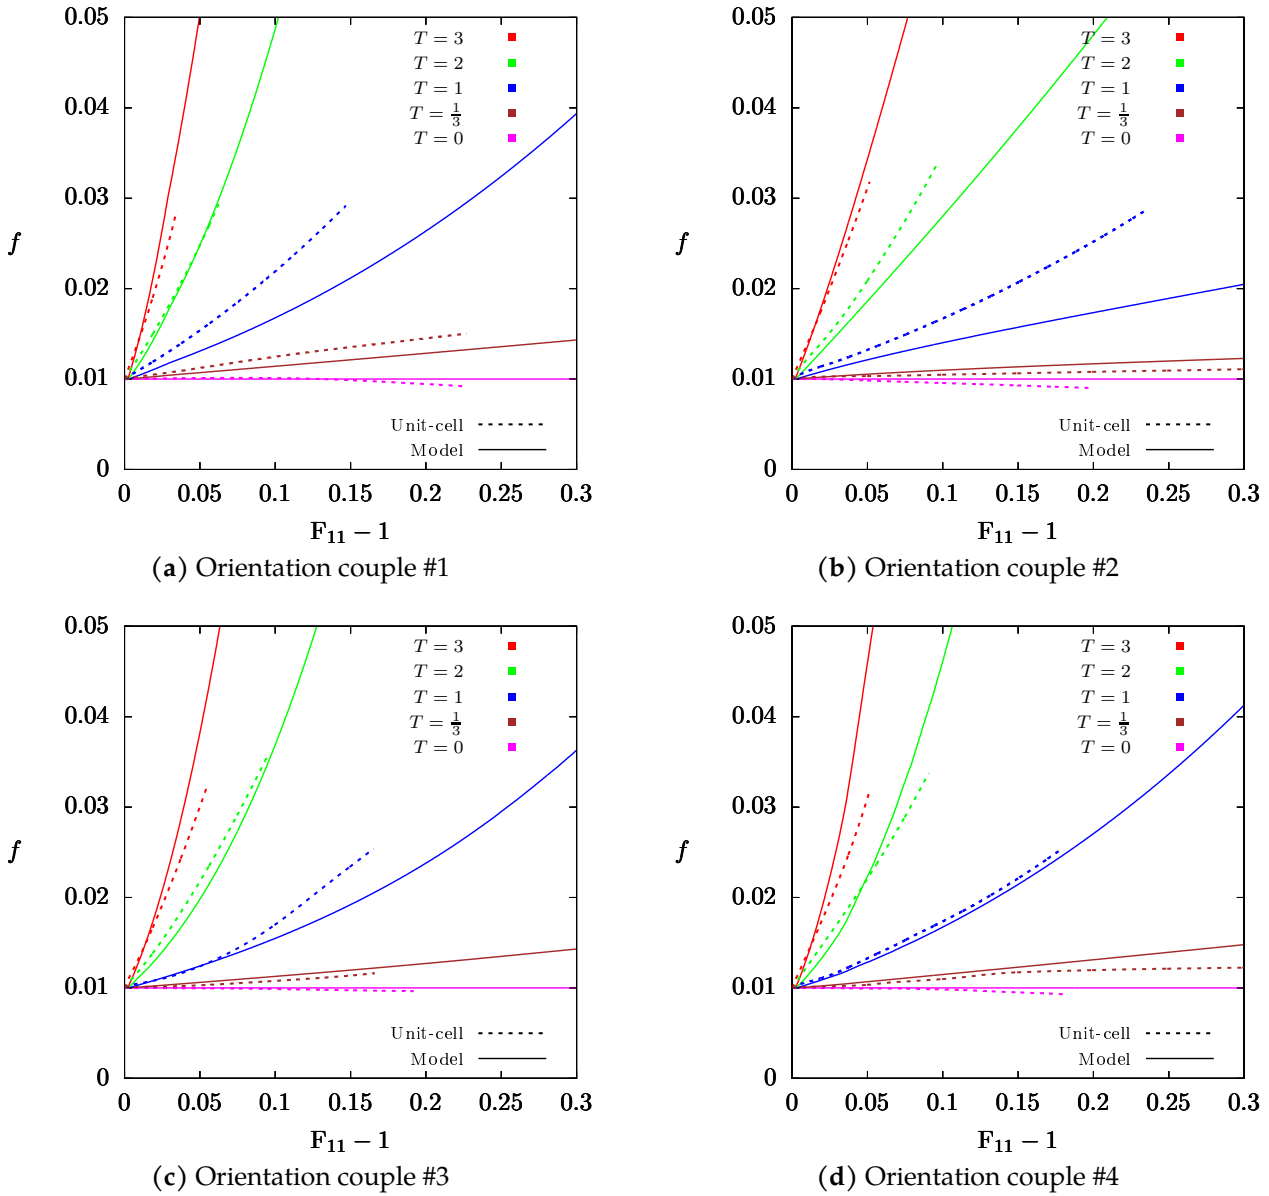 0.05
0.04
0.03
0.02
0.01
0
f
T = 3
T = 2
T = 1
T = 1/3
T = 0
Unit-cell
Model
0 0.05 0.1 0.15 0.2 0.25 0.3
F11 − 1
(a) Orientation couple #1
0.05
0.04
0.03
0.02
0.01
0
f
T = 3
T = 2
T = 1
T = 1/3
T = 0
Unit-cell
Model
0 0.05 0.1 0.15 0.2 0.25 0.3
F11 − 1
(b) Orientation couple #2
0.05
0.04
0.03
0.02
0.01
0
f
T = 3
T = 2
T = 1
T = 1/3
T = 0
Unit-cell
Model
0 0.05 0.1 0.15 0.2 0.25 0.3
F11 − 1
(c) Orientation couple #3
0.05
0.04
0.03
0.02
0.01
0
f
T = 3
T = 2
T = 1
T = 1/3
T = 0
Unit-cell
Model
0 0.05 0.1 0.15 0.2 0.25 0.3
F11 − 1
(d) Orientation couple #4